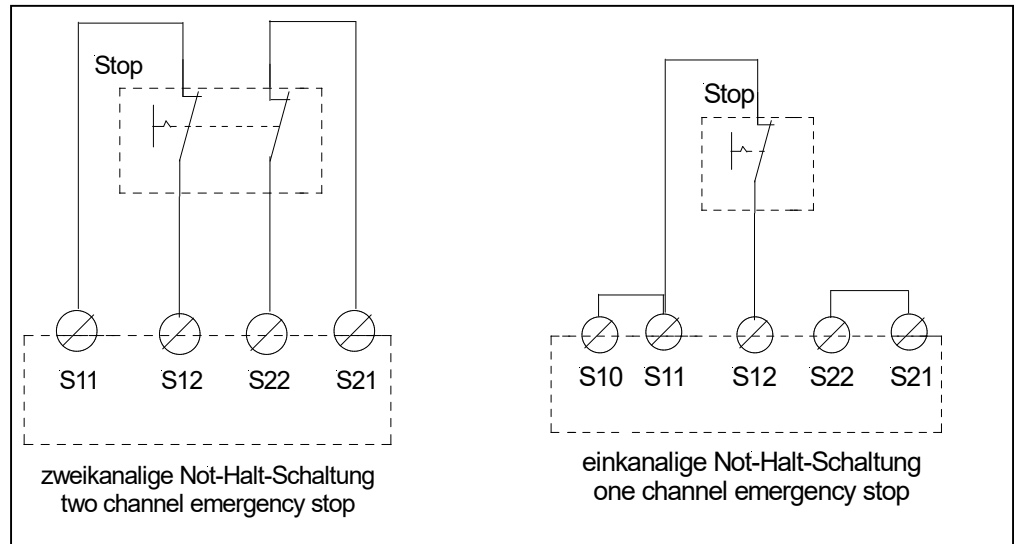 Stop
S11 S12 S22 S21
zweikanalige Not-Halt-Schaltung
two channel emergency stop
Stop
S10 S11 S12 S22 S21
einkanalige Not-Halt-Schaltung
one channel emergency stop